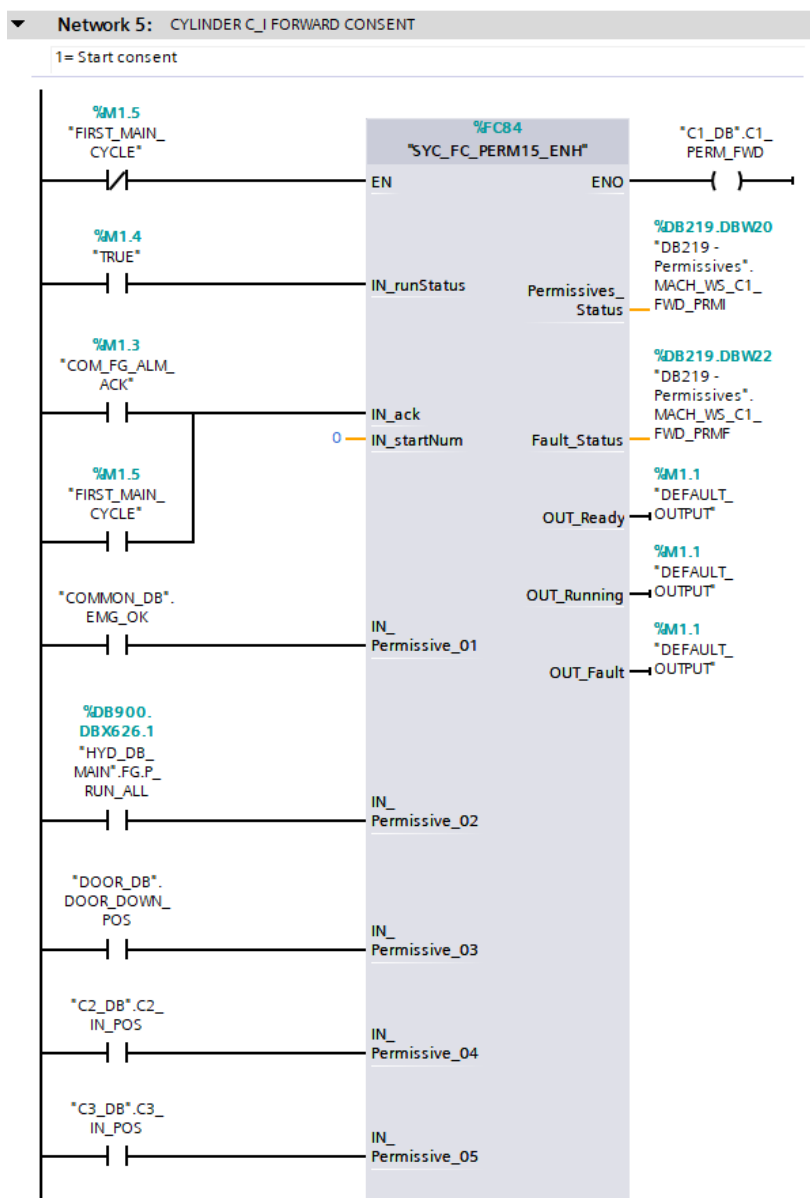 Network 5: CYLINDER C_I FORWARD CONSENT
1= Start consent
%M1.5
"FIRST_MAIN_
CYCLE"
%FC84
"SYC_FC_PERM15_ENH"
"C1_DB".C1_
PERM_FWD
EN
ENO
%M1.4
"TRUE"
IN_runStatus
Permissives_
Status
%DB219.DBW20
"DB219 -
Permissives".
MACH_WS_C1_
FWD_PRMI
%M1.3
"COM_FG_ALM_
ACK"
IN_ack
0
IN_startNum
Fault_Status
%DB219.DBW22
"DB219 -
Permissives".
MACH_WS_C1_
FWD_PRMF
%M1.5
"FIRST_MAIN_
CYCLE"
OUT_Ready
%M1.1
"DEFAULT_
OUTPUT"
OUT_Running
%M1.1
"DEFAULT_
OUTPUT"
"COMMON_DB".
EMG_OK
IN_
Permissive_01
OUT_Fault
%M1.1
"DEFAULT_
OUTPUT"
%DB900.
DBX626.1
"HYD_DB_
MAIN".FG.P_
RUN_ALL
IN_
Permissive_02
"DOOR_DB".
DOOR_DOWN_
POS
IN_
Permissive_03
"C2_DB".C2_
IN_POS
IN_
Permissive_04
"C3_DB".C3_
IN_POS
IN_
Permissive_05